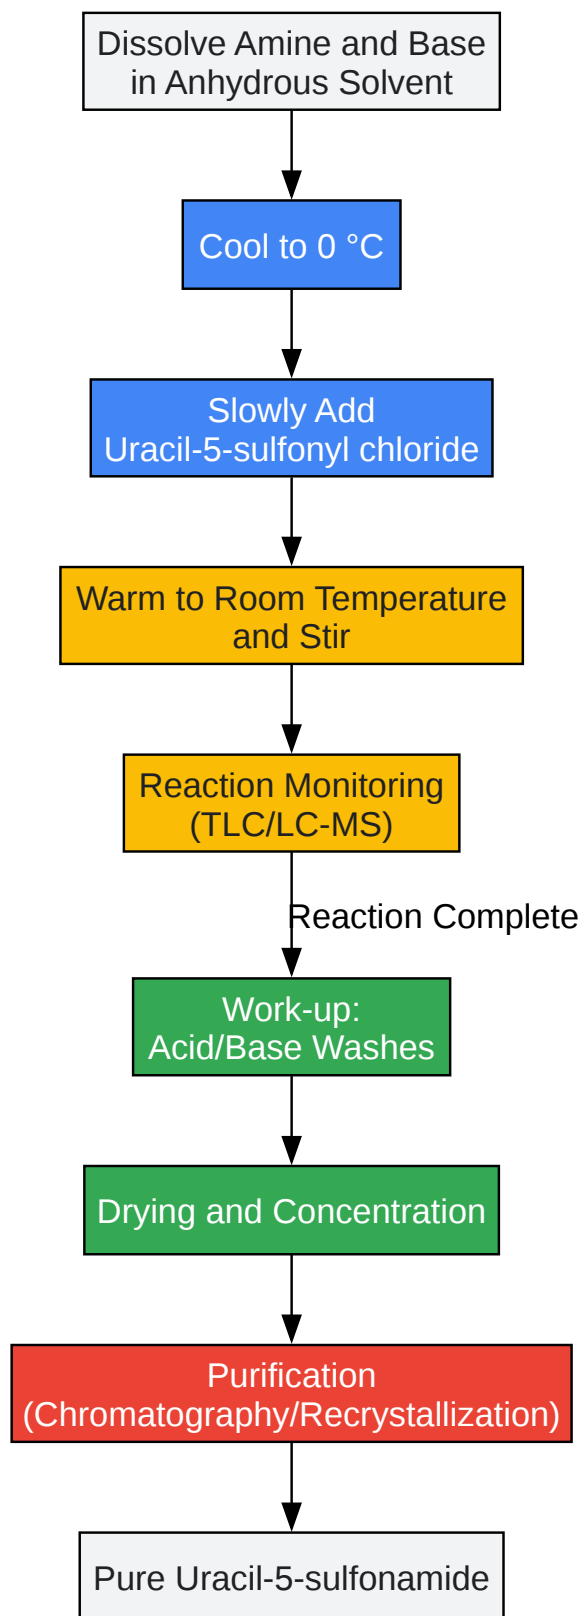 Dissolve Amine and Base
in Anhydrous Solvent
Cool to 0 °C
Slowly Add
Uracil-5-sulfonyl chloride
Warm to Room Temperature
and Stir
Reaction Monitoring
(TLC/LC-MS)
Reaction Complete
Work-up:
Acid/Base Washes
Drying and Concentration
Purification
(Chromatography/Recrystallization)
Pure Uracil-5-sulfonamide